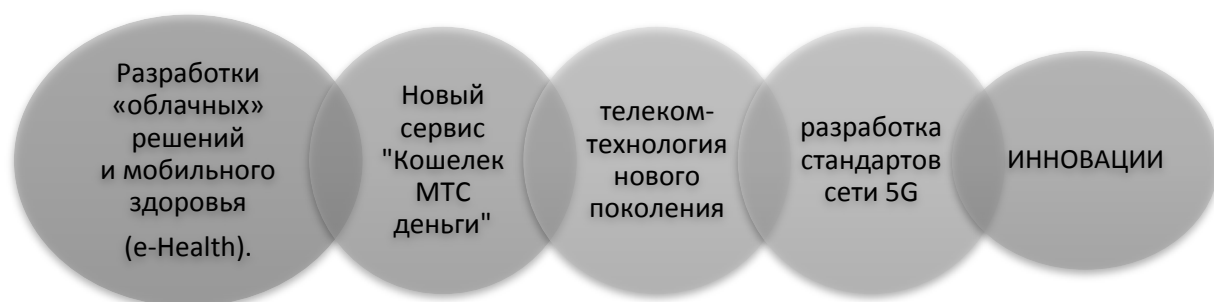 Разработки
«облачных»
решений
и мобильного
здоровья
(e-Health).
Новый
сервис
"Кошелек
МТС
деньги"
телеком-
технология
нового
поколения
разработка
стандартов
сети 5G
ИННОВАЦИИ